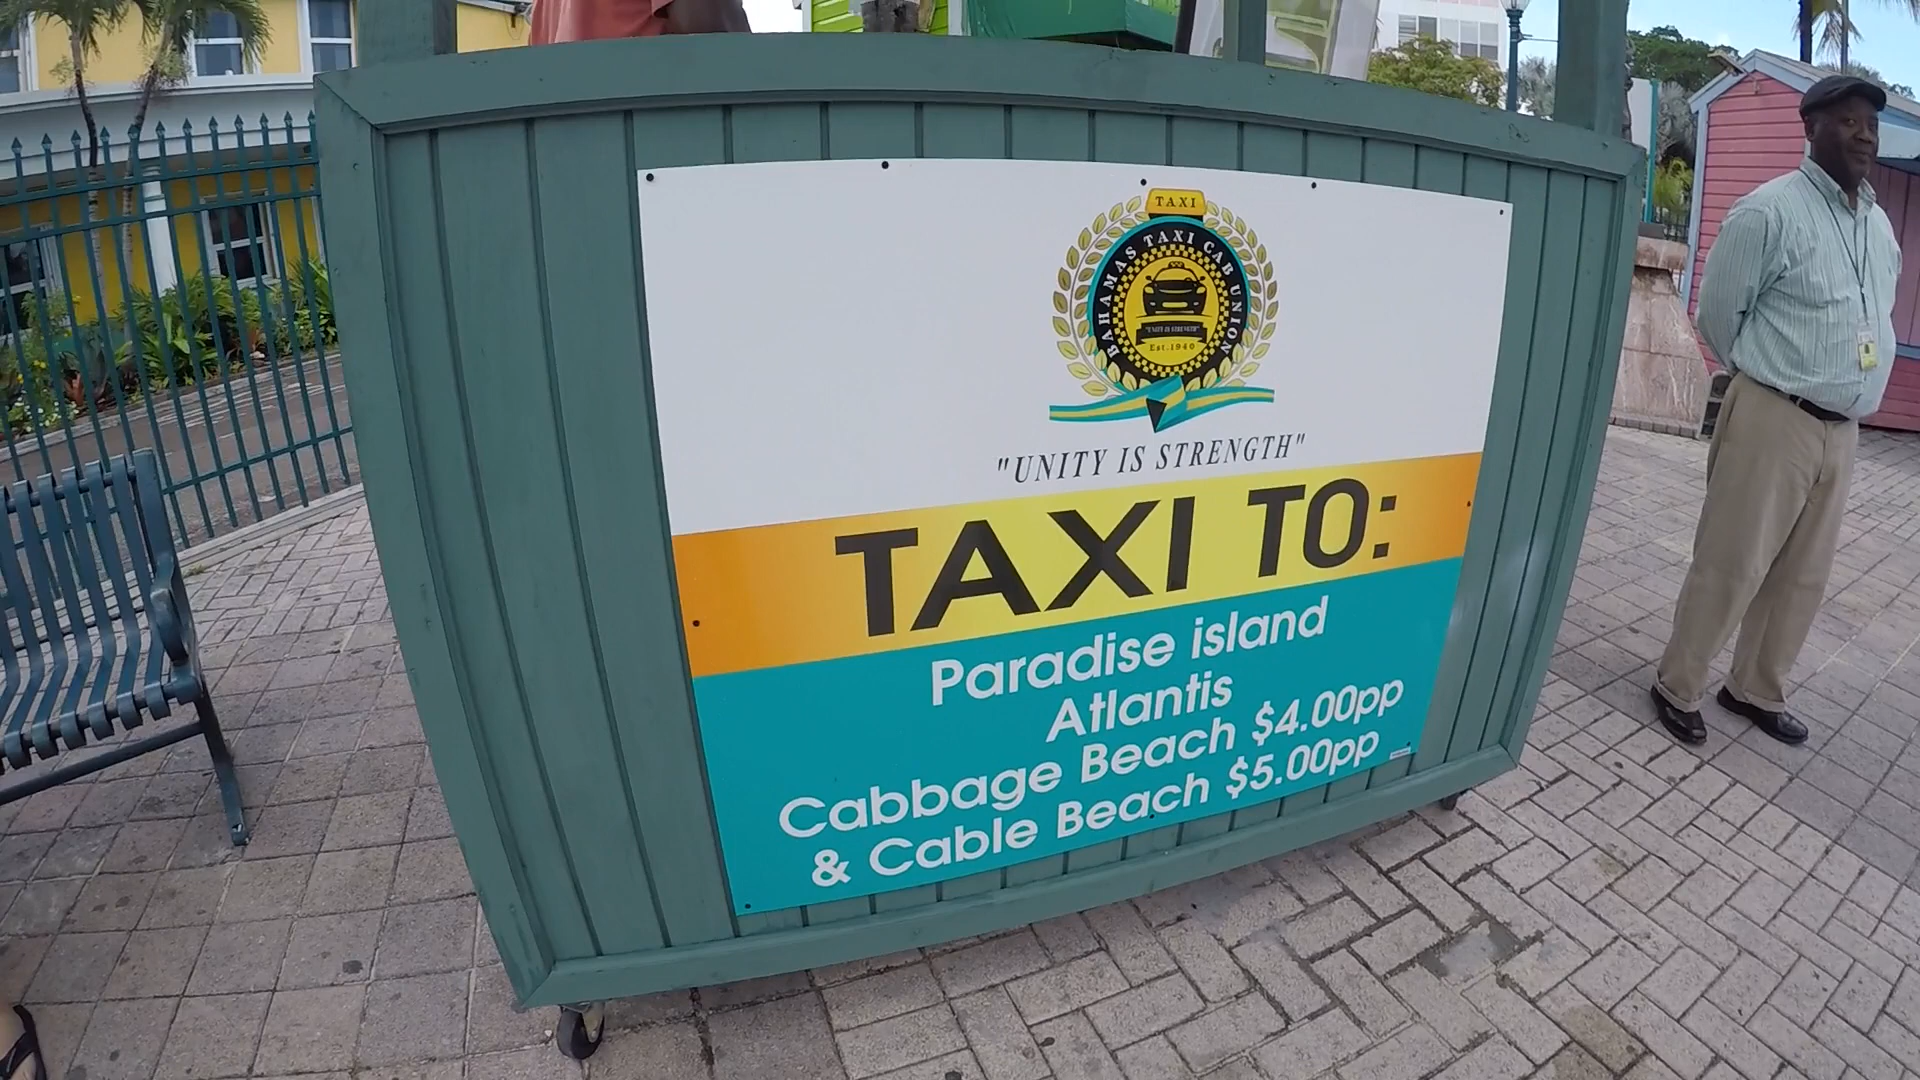 TAXI
BAHAMAS TAXI CAB UNION
"UNITY IS STRENGTH"
Est.1940
"UNITY IS STRENGTH"
TAXI TO:
Paradise island
Atlantis
Cabbage Beach $4.00pp
& Cable Beach $5.00pp